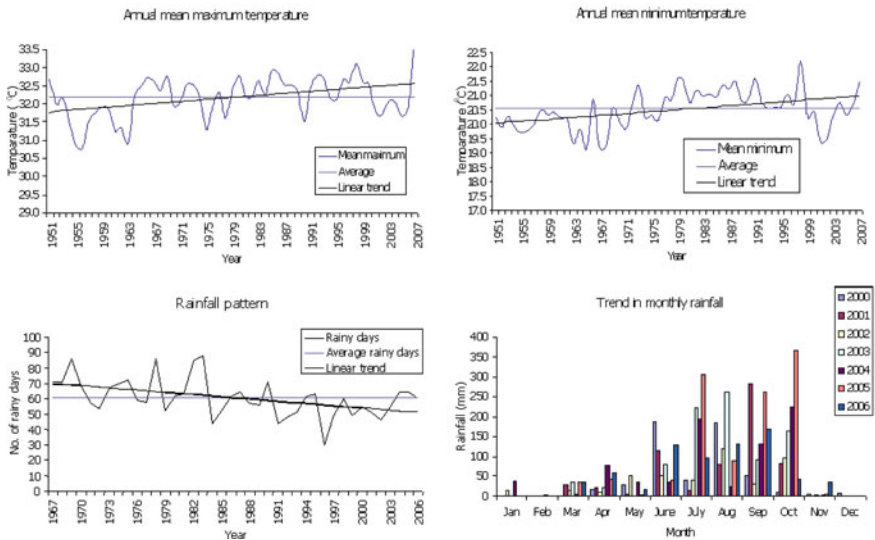 Annual mean maximum temperature
33.5
33.0
32.5
32.0
31.5
31.0
30.5
30.0
29.5
29.0
Temparature (°C)
Mean maximum
Average
Linear trend
1951 1955 1959 1963 1967 1971 1975 1979 1983 1987 1991 1995 1999 2003 2007
Year
Annual mean minimum temperature
22.5
22.0
21.5
21.0
20.5
20.0
19.5
19.0
18.5
18.0
17.5
17.0
Temparature (°C)
Mean minimum
Average
Linear trend
1951 1955 1959 1963 1967 1971 1975 1979 1983 1987 1991 1995 1999 2003 2007
Year
Rainfall pattern
100
90
80
70
60
50
40
30
20
10
0
No. of rainy days
Rainy days
Average rainy days
Linear trend
1967 1970 1973 1976 1979 1982 1985 1988 1991 1994 1997 2000 2003 2006
Year
Trend in monthly rainfall
2000
2001
2002
2003
2004
2005
2006
400
350
300
250
200
150
100
50
0
Rainfall (mm)
Jan Feb Mar Apr May June July Aug Sep Oct Nov Dec
Month